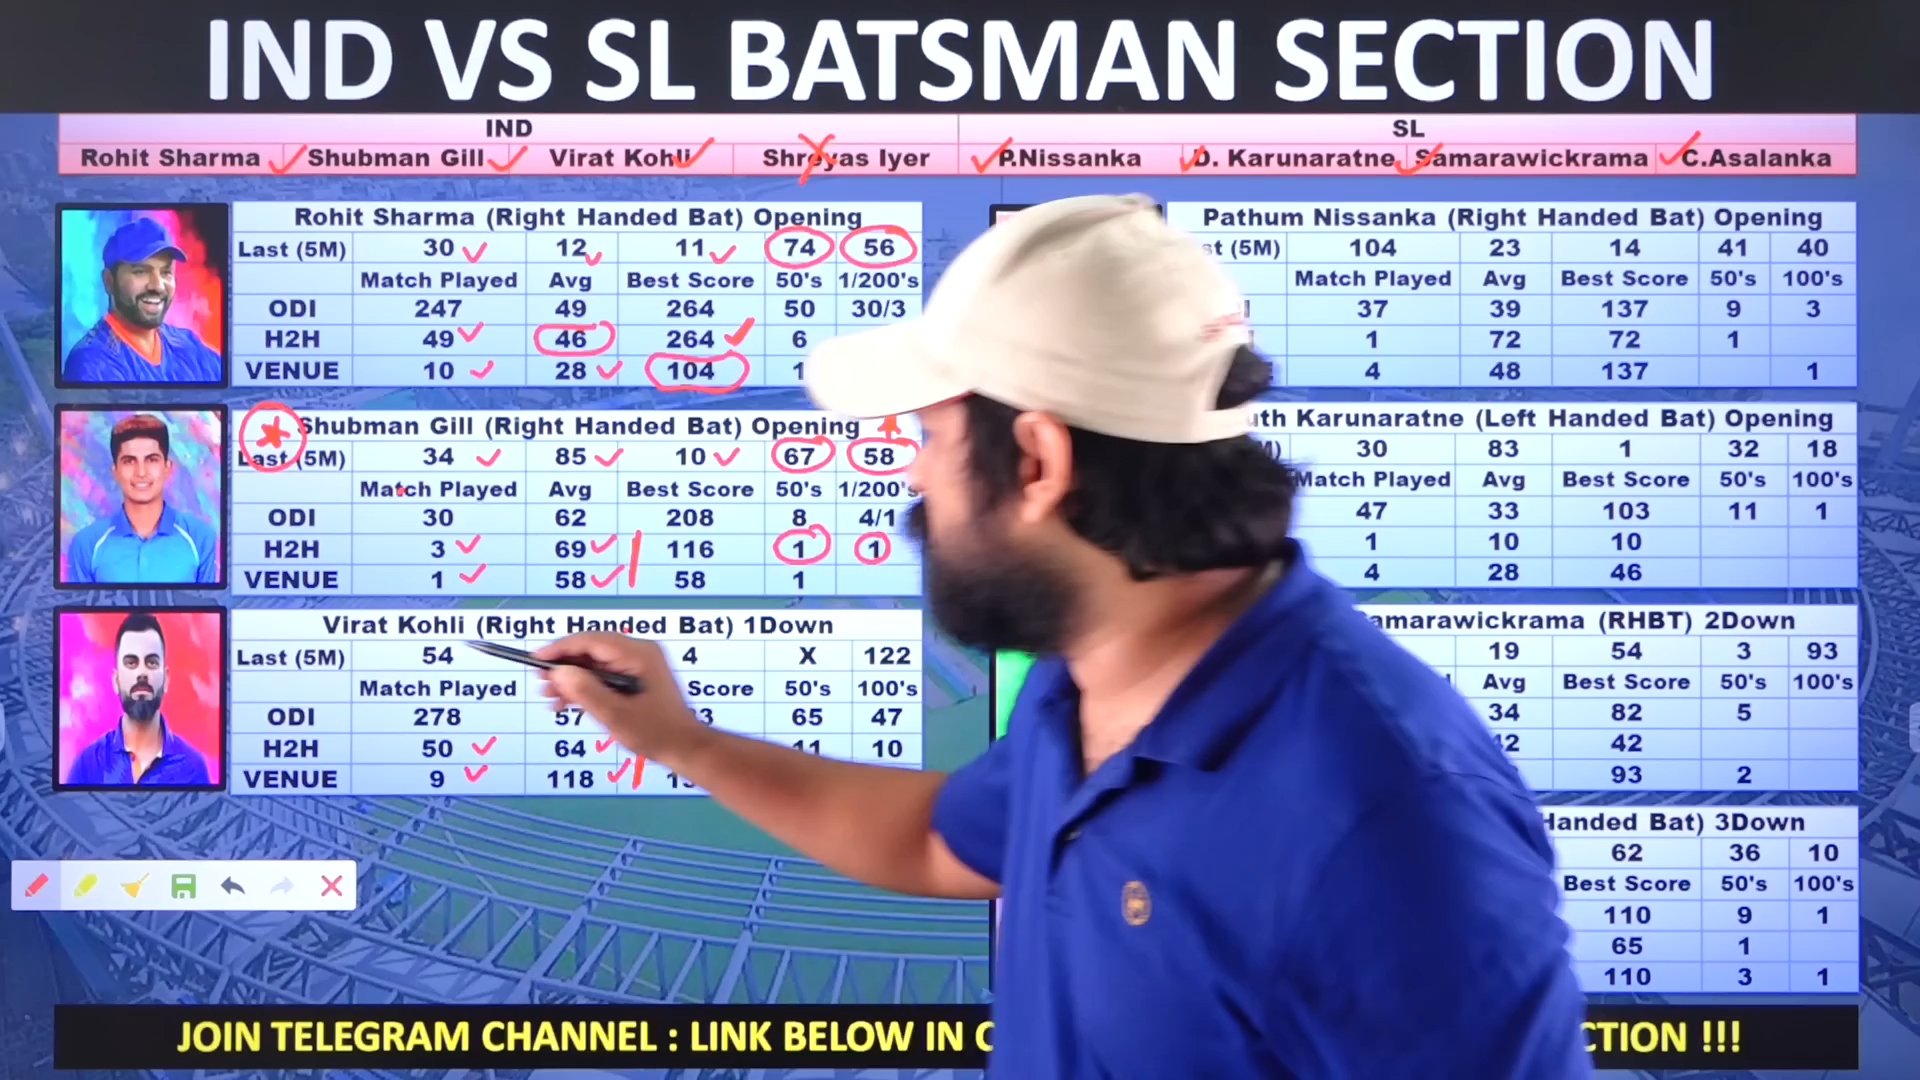 IND VS SL BATSMAN SECTION
IND SL
Rohit Sharma Shubman Gill Virat Kohli Shreyas Iyer P.Nissanka D. Karunaratne Samarawickrama C.Asalanka
Rohit Sharma (Right Handed Bat) Opening
Last (5M) 30 12 11 74 56
Match Played Avg Best Score 50's 1/200's
ODI 247 49 264 50 30/3
H2H 49 46 264 6
VENUE 10 28 104 1
Shubman Gill (Right Handed Bat) Opening
Last (5M) 34 85 10 67 58
Match Played Avg Best Score 50's 1/200's
ODI 30 62 208 8 4/1
H2H 3 69 116 1 1
VENUE 1 58 58 1
Virat Kohli (Right Handed Bat) 1Down
Last (5M) 54 4 X 122
Match Played Score 50's 100's
ODI 278 57 65 47
H2H 50 64 11 10
VENUE 9 118
Pathum Nissanka (Right Handed Bat) Opening
(5M) 104 23 14 41 40
Match Played Avg Best Score 50's 100's
37 39 137 9 3
1 72 72 1
4 48 137 1
Karunaratne (Left Handed Bat) Opening
30 83 1 32 18
Match Played Avg Best Score 50's 100's
47 33 103 11 1
1 10 10
4 28 46
amarawickrama (RHBT) 2Down
19 54 3 93
Avg Best Score 50's 100's
34 82 5
42 42
93 2
Handed Bat) 3Down
62 36 10
Best Score 50's 100's
110 9 1
65 1
110 3 1
JOIN TELEGRAM CHANNEL : LINK BELOW IN CTION !!!